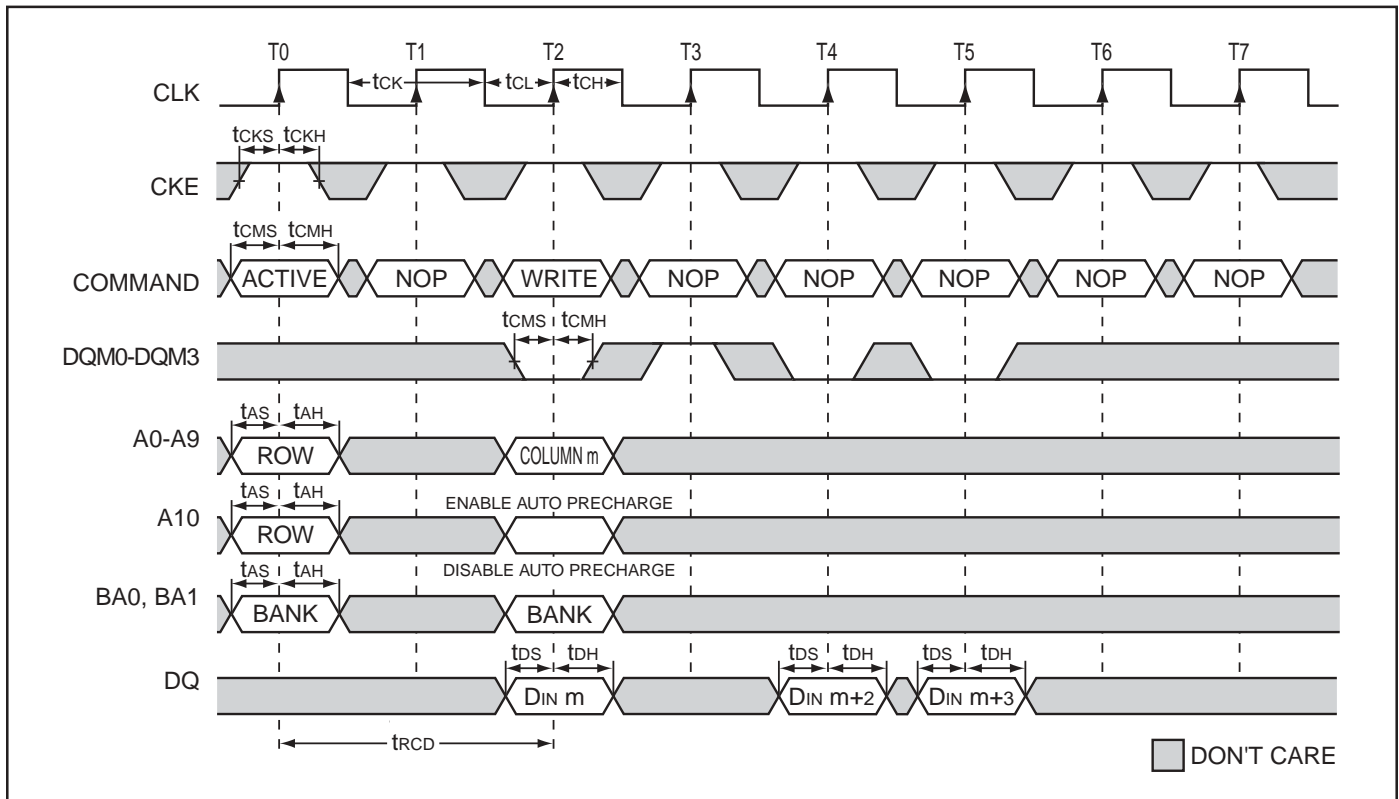 T0 T1 T2 T3 T4 T5 T6 T7
CLK tCK tCL tCH
tCKS tCKH
CKE
tCMS tCMH
COMMAND ACTIVE NOP WRITE NOP NOP NOP NOP NOP
tCMS tCMH
DQM0-DQM3
tAS tAH
A0-A9 ROW COLUMN m
tAS tAH ENABLE AUTO PRECHARGE
A10 ROW
tAS tAH DISABLE AUTO PRECHARGE
BA0, BA1 BANK BANK
tDS tDH tDS tDH tDS tDH
DQ DIN m DIN m+2 DIN m+3
tRCD
DON'T CARE